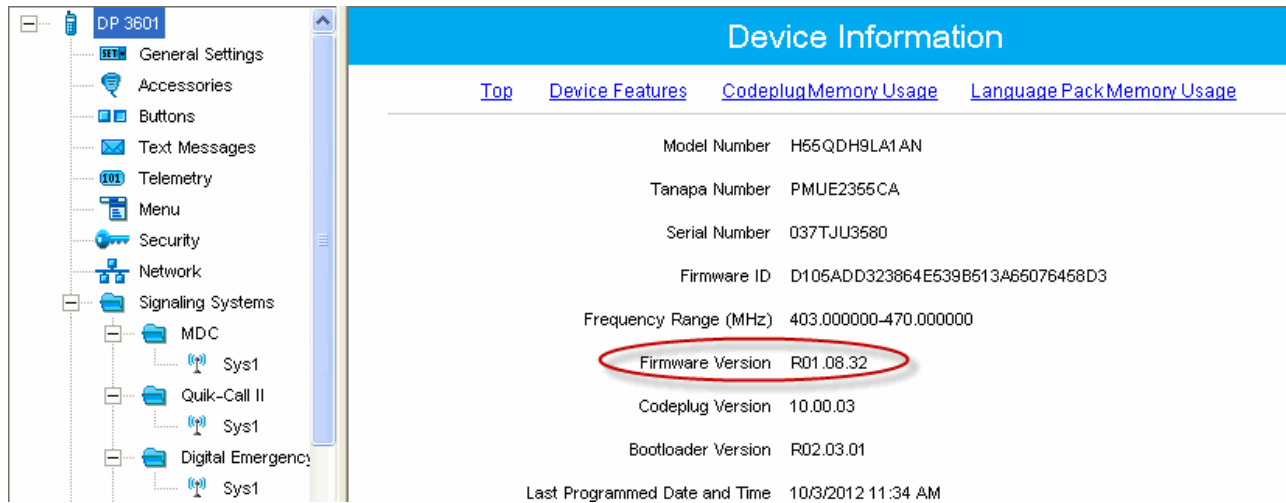 DP 3601
SET
General Settings
Accessories
Buttons
Text Messages
101
Telemetry
Menu
Security
Network
Signaling Systems
MDC
Sys1
Quik-Call II
Sys1
Digital Emergency
Sys1
Device Information
Top Device Features Codeplug Memory Usage Language Pack Memory Usage
Model Number H55QDH9LA1AN
Tanapa Number PMUE2355CA
Serial Number 037TJU3580
Firmware ID D105ADD323864E539B513A65076458D3
Frequency Range (MHz) 403.000000-470.000000
Firmware Version R01.08.32
Codeplug Version 10.00.03
Bootloader Version R02.03.01
Last Programmed Date and Time 10/3/2012 11:34 AM